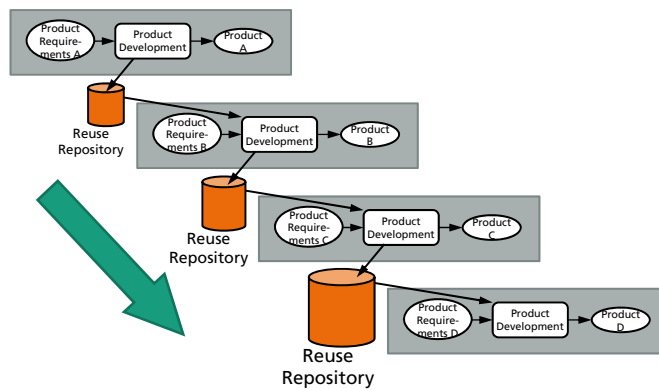 Product
Require-
ments A
Product
Development
Product
A
Reuse
Repository
Product
Require-
ments B
Product
Development
Product
B
Reuse
Repository
Product
Require-
ments C
Product
Development
Product
C
Reuse
Repository
Product
Require-
ments D
Product
Development
Product
D